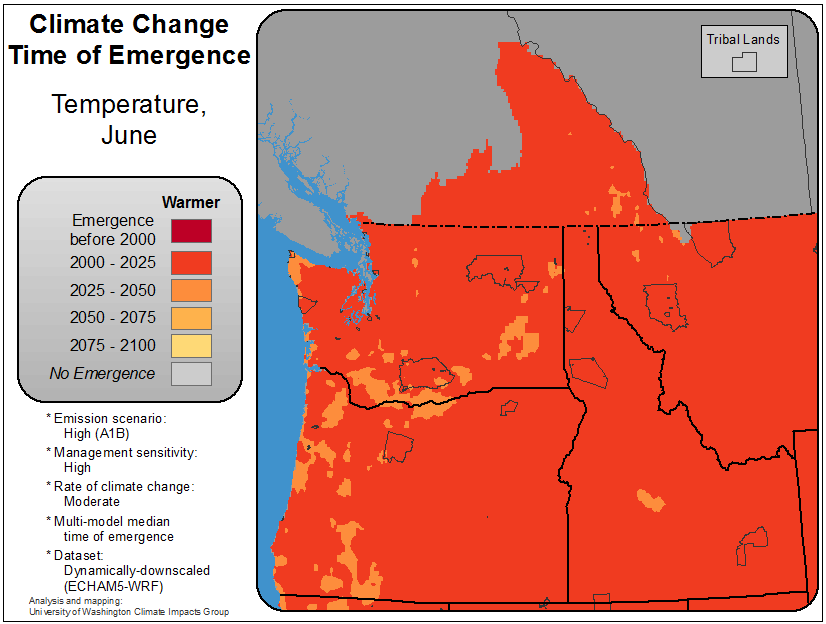 Climate Change
Time of Emergence
Temperature,
June
Warmer
Emergence
before 2000
2000 - 2025
2025 - 2050
2050 - 2075
2075 - 2100
No Emergence
* Emission scenario:
High (A1B)
* Management sensitivity:
High
* Rate of climate change:
Moderate
* Multi-model median
time of emergence
* Dataset:
Dynamically-downscaled
(ECHAM5-WRF)
Analysis and mapping:
University of Washington Climate Impacts Group
Tribal Lands